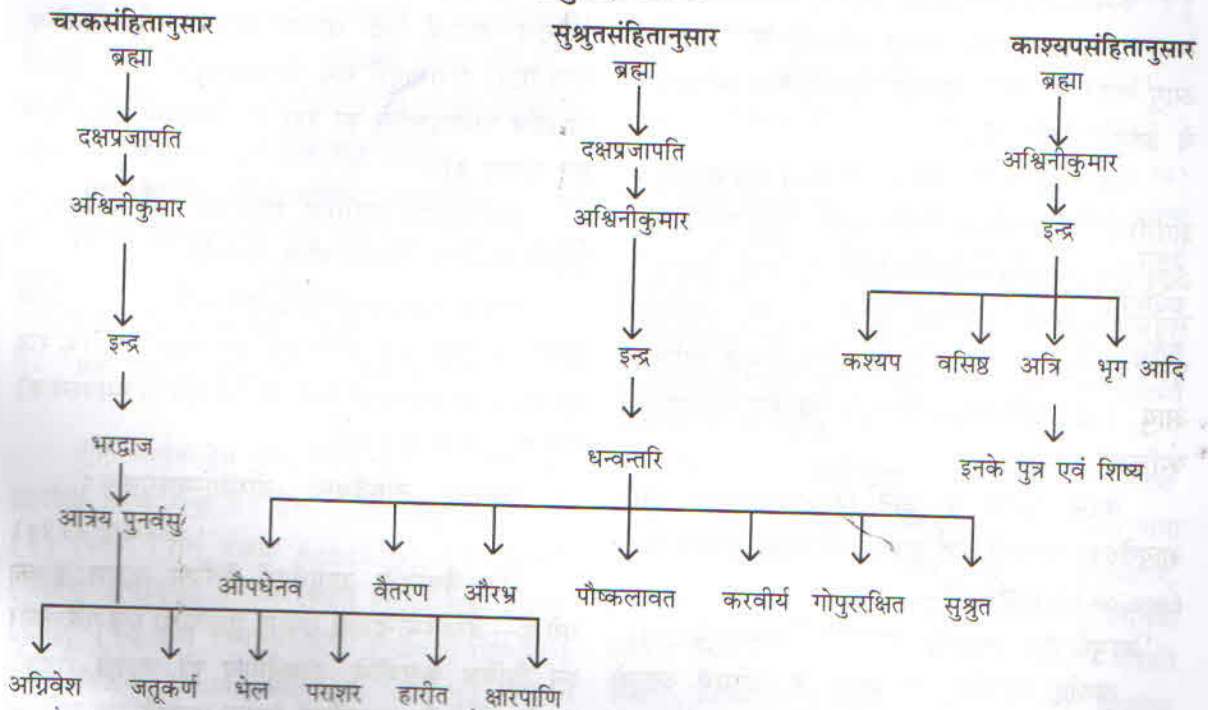 चरकसंहितानुसार
ब्रह्मा
दक्षप्रजापति
अश्विनीकुमार
इन्द्र
भरद्वाज
आत्रेय पुनर्वसु
अग्निवेश जतूकर्ण भेल पराशर हारीत क्षारपाणि
सुश्रुतसंहितानुसार
ब्रह्मा
दक्षप्रजापति
अश्विनीकुमार
इन्द्र
धन्वन्तरि
औपधेनव वैतरण औरभ्र पौष्कलावत करवीर्य गोपुररक्षित सुश्रुत
काश्यपसंहितानुसार
ब्रह्मा
अश्विनीकुमार
इन्द्र
कश्यप वसिष्ठ अत्रि भृग आदि
इनके पुत्र एवं शिष्य